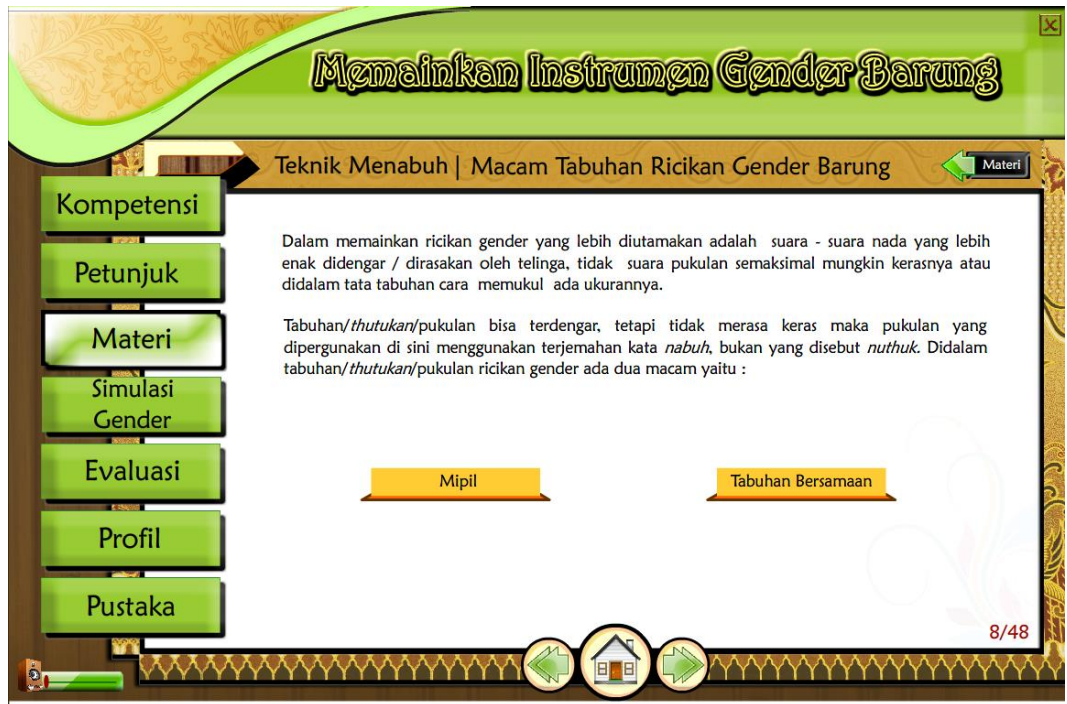 Memainkan Instrumen Gender Barung
Teknik Menabuh | Macam Tabuhan Ricikan Gender Barung
Materi
Kompetensi
Petunjuk
Materi
Simulasi
Gender
Evaluasi
Profil
Pustaka
Dalam memainkan ricikan gender yang lebih diutamakan adalah suara - suara nada yang lebih
enak didengar / dirasakan oleh telinga, tidak suara pukulan semaksimal mungkin kerasnya atau
didalam tata tabuhan cara memukul ada ukurannya.
Tabuhan/thutukan/pukulan bisa terdengar, tetapi tidak merasa keras maka pukulan yang
dipergunakan di sini menggunakan terjemahan kata nabuh, bukan yang disebut nuthuk. Didalam
tabuhan/thutukan/pukulan ricikan gender ada dua macam yaitu :
Mipil
Tabuhan Bersamaan
8/48